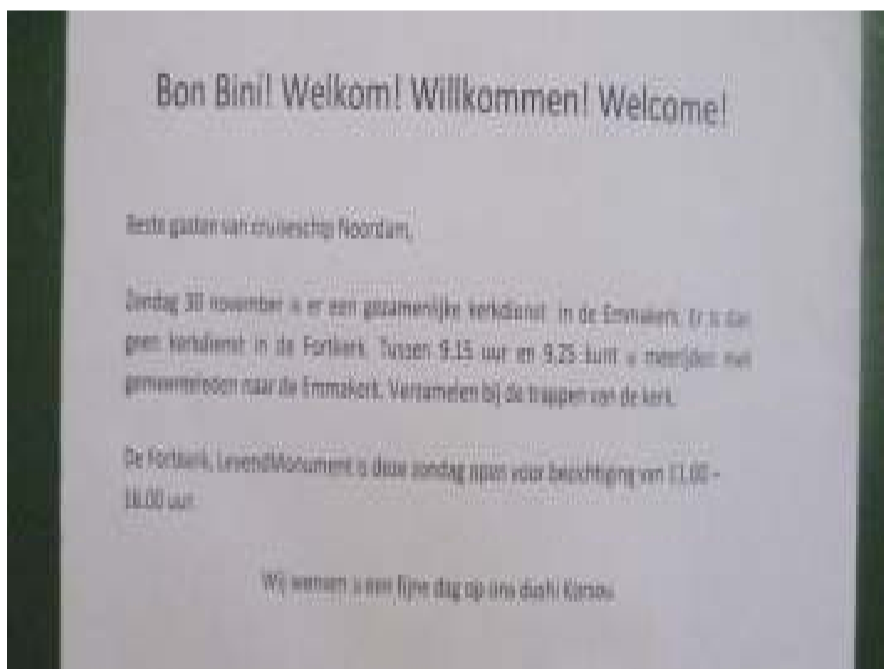 Bon Bini! Welkom! Willkommen! Welcome!
Beste gasten van cruiseschip Noordam,
Zondag 30 november is er een gezamenlijke kerkdienst in de Emmakerk. Er is dan
geen kerkdienst in de Fortkerk. Tussen 9.15 uur en 9.25 kunt u meerijden met
gemeenteleden naar de Emmakerk. Verzamelen bij de trappen van de kerk.
De Fortkerk, LevendMonument is deze zondag open voor bezichtiging van 11.00 –
uur.
Wij wensen u een fijne dag op ons dushi Korsou